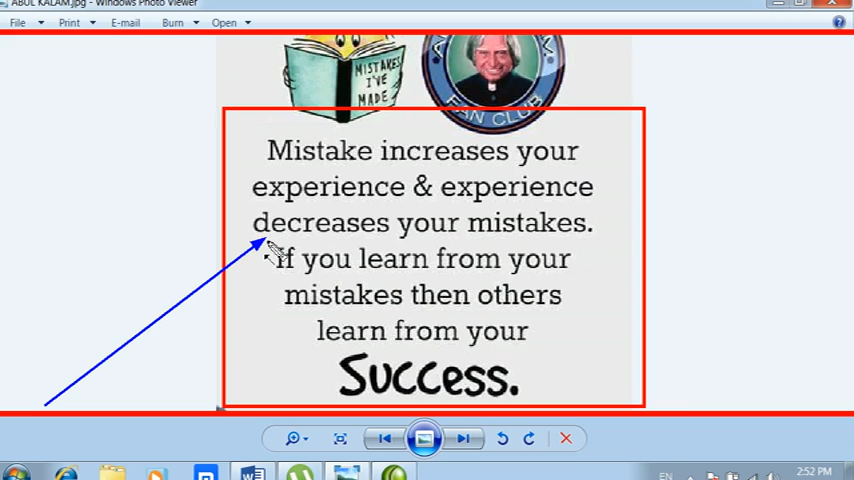 ABUL KALAM.jpg - Windows Photo Viewer
File Print E-mail Burn Open
MISTAKES
I'VE
MADE
FAN CLUB
Mistake increases your
experience & experience
decreases your mistakes.
If you learn from your
mistakes then others
learn from your
Success.
EN
2:52 PM